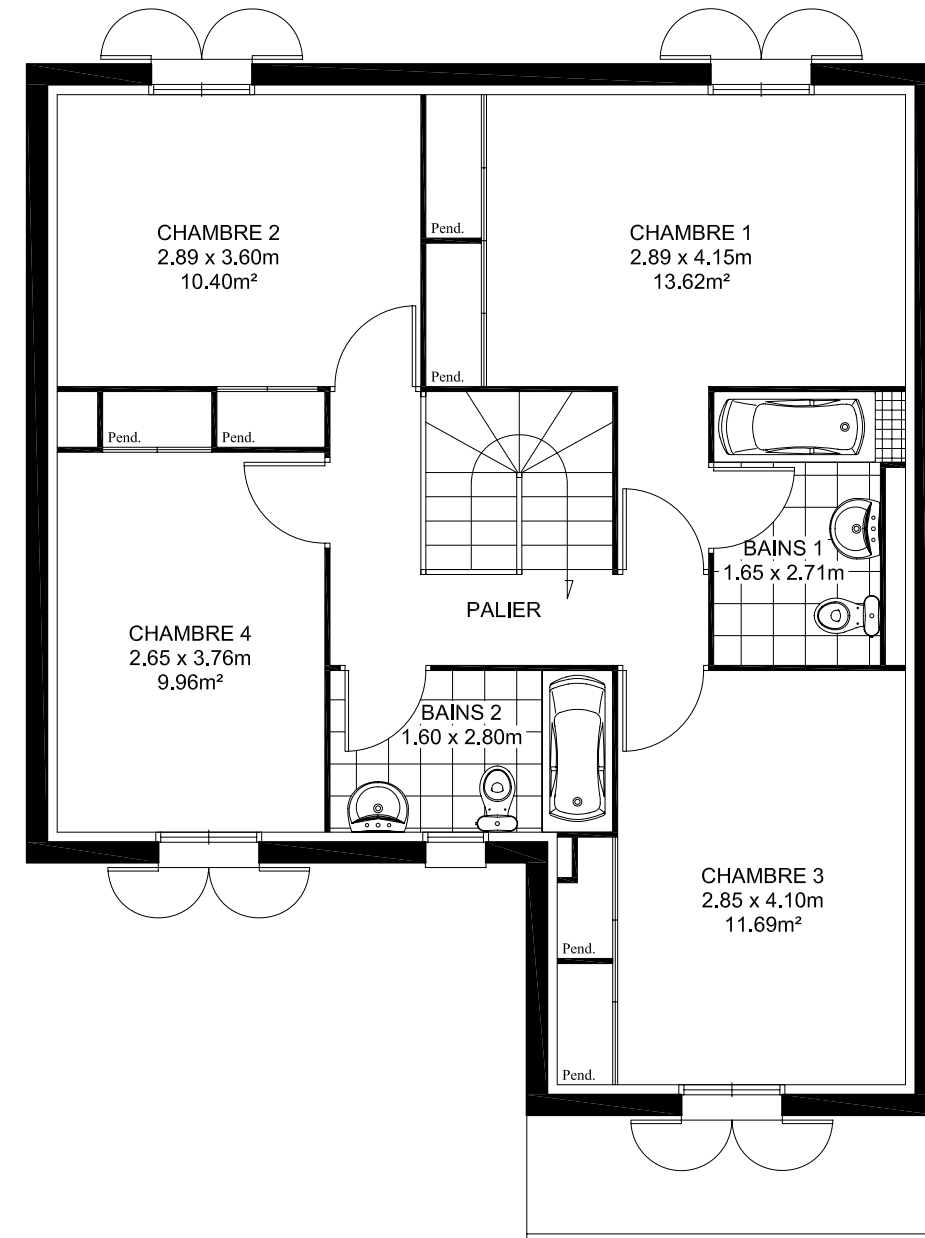 CHAMBRE 2
2.89 x 3.60m
10.40m²
Pend.
Pend.
CHAMBRE 1
2.89 x 4.15m
13.62m²
Pend.
Pend.
BAINS 1
1.65 x 2.71m
PALIER
CHAMBRE 4
2.65 x 3.76m
9.96m²
BAINS 2
1.60 x 2.80m
CHAMBRE 3
2.85 x 4.10m
11.69m²
Pend.
Pend.